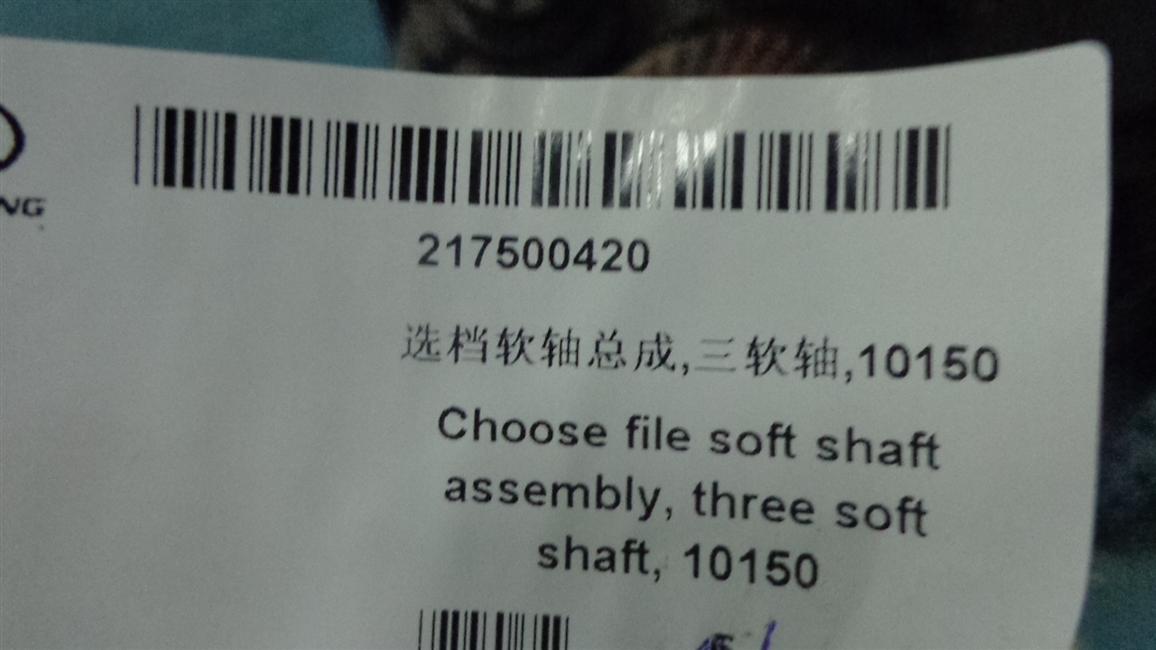 NG
217500420
选档软轴总成,三软轴,10150
Choose file soft shaft
assembly, three soft
shaft, 10150